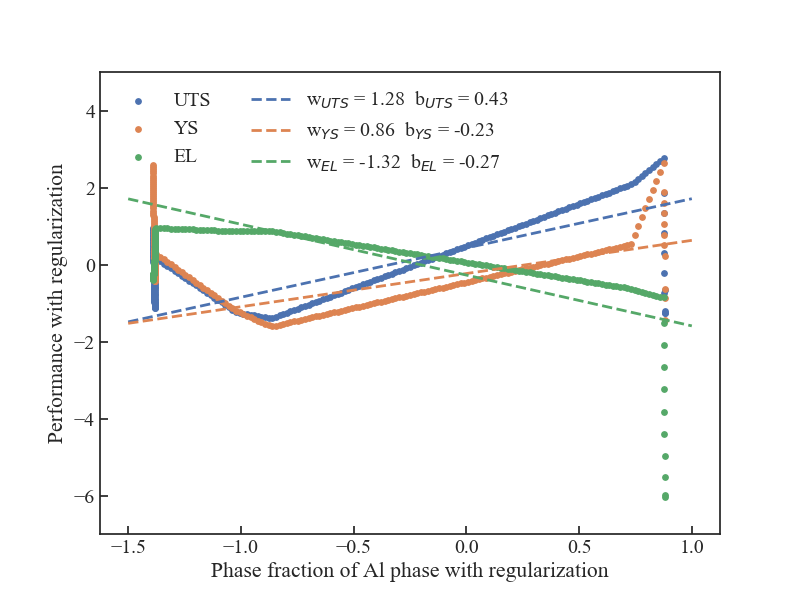 UTS
YS
EL
w_UTS = 1.28 b_UTS = 0.43
w_YS = 0.86 b_YS = -0.23
w_EL = -1.32 b_EL = -0.27
4
2
0
−2
−4
−6
Performance with regularization
−1.5 −1.0 −0.5 0.0 0.5 1.0
Phase fraction of Al phase with regularization